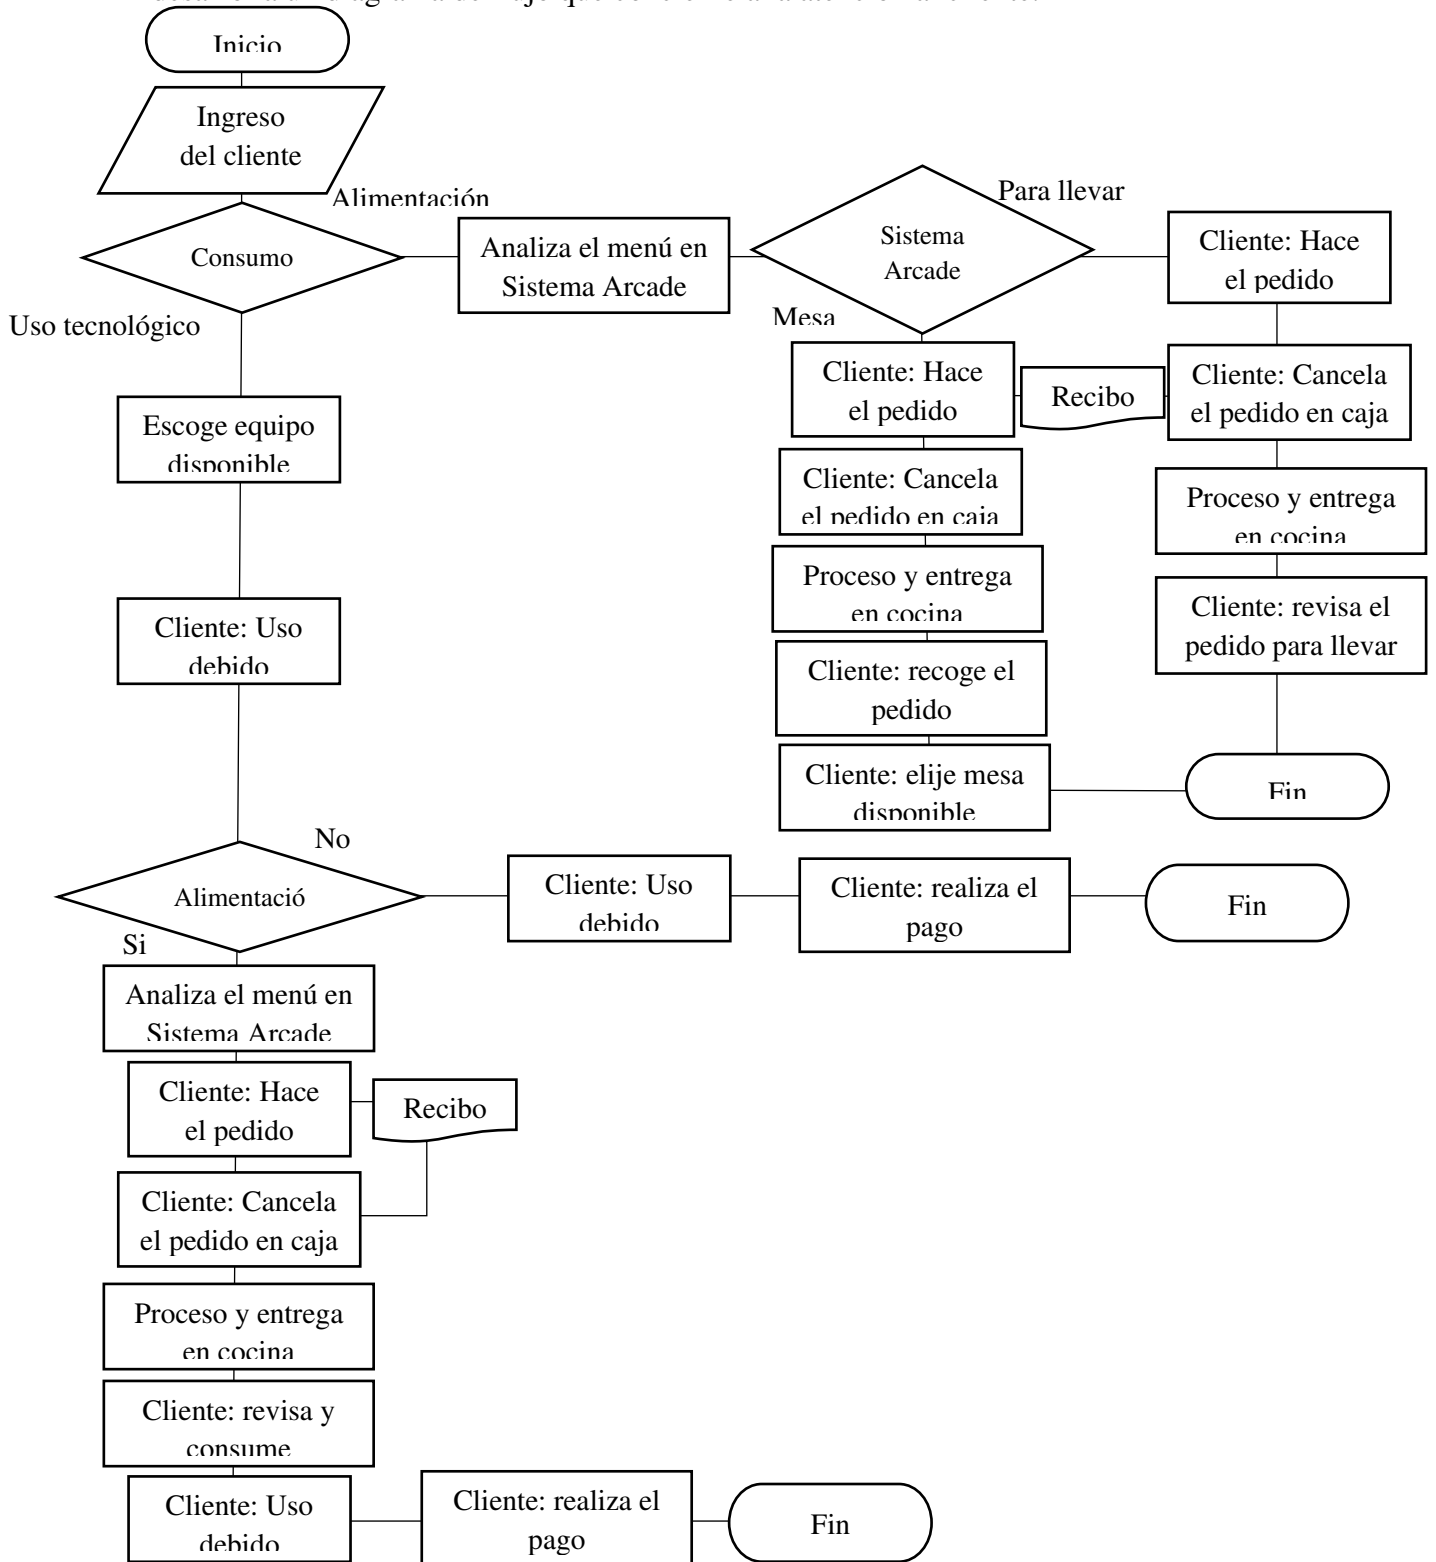 Inicio
Ingreso
del cliente
Alimentación
Consumo
Uso tecnológico
Analiza el menú en
Sistema Arcade
Sistema
Arcade
Para llevar
Mesa
Cliente: Hace
el pedido
Cliente: Cancela
el pedido en caja
Proceso y entrega
en cocina
Cliente: revisa el
pedido para llevar
Fin
Cliente: Hace
el pedido
Recibo
Cliente: Cancela
el pedido en caja
Proceso y entrega
en cocina
Cliente: recoge el
pedido
Cliente: elije mesa
disponible
Escoge equipo
disponible
Cliente: Uso
debido
Alimentació
No
Si
Cliente: Uso
debido
Cliente: realiza el
pago
Fin
Analiza el menú en
Sistema Arcade
Cliente: Hace
el pedido
Recibo
Cliente: Cancela
el pedido en caja
Proceso y entrega
en cocina
Cliente: revisa y
consume
Cliente: Uso
debido
Cliente: realiza el
pago
Fin